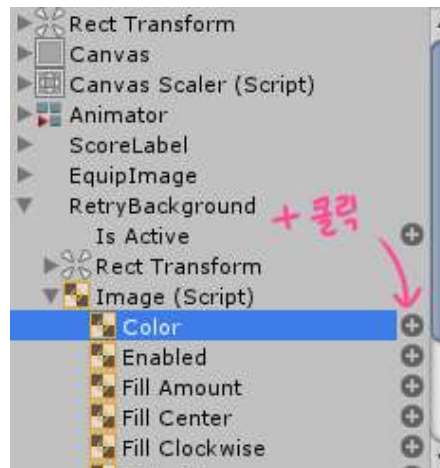 Rect Transform
Canvas
Canvas Scaler (Script)
Animator
ScoreLabel
EquipImage
RetryBackground
+ 클릭
Is Active
Rect Transform
Image (Script)
Color
Enabled
Fill Amount
Fill Center
Fill Clockwise